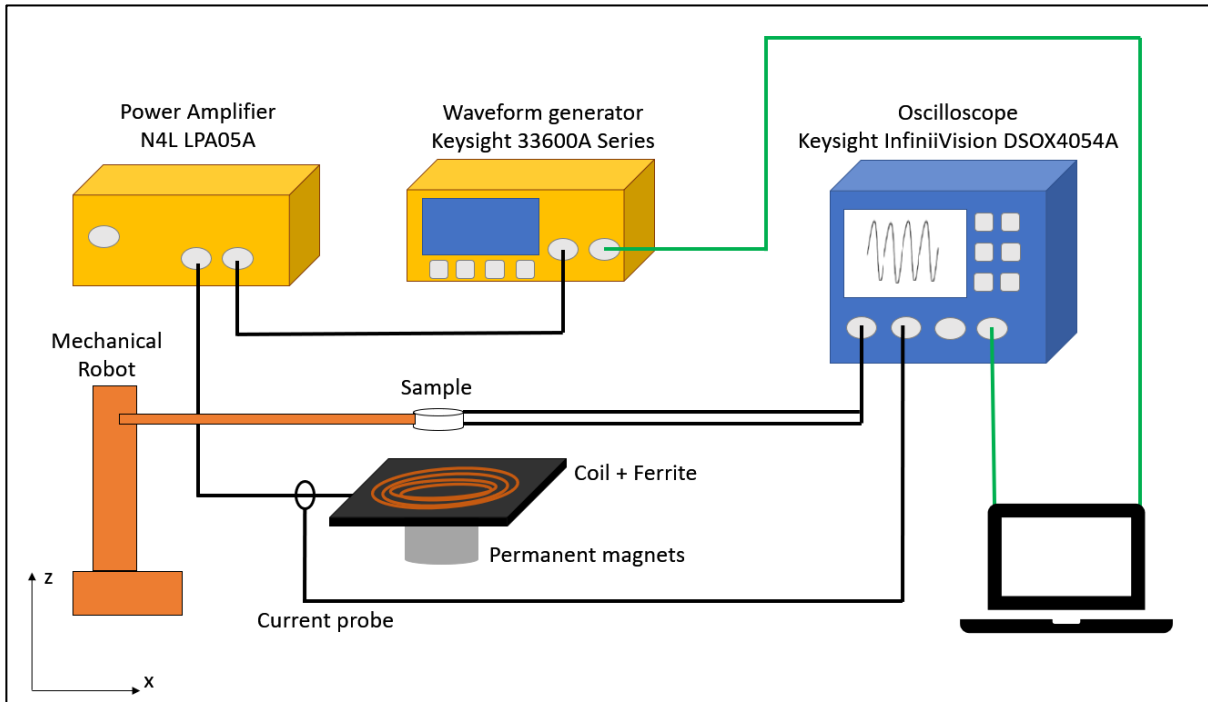 Power Amplifier
N4L LPA05A
Waveform generator
Keysight 33600A Series
Oscilloscope
Keysight InfiniiVision DSOX4054A
Mechanical
Robot
Sample
Coil + Ferrite
Permanent magnets
Current probe
z
x